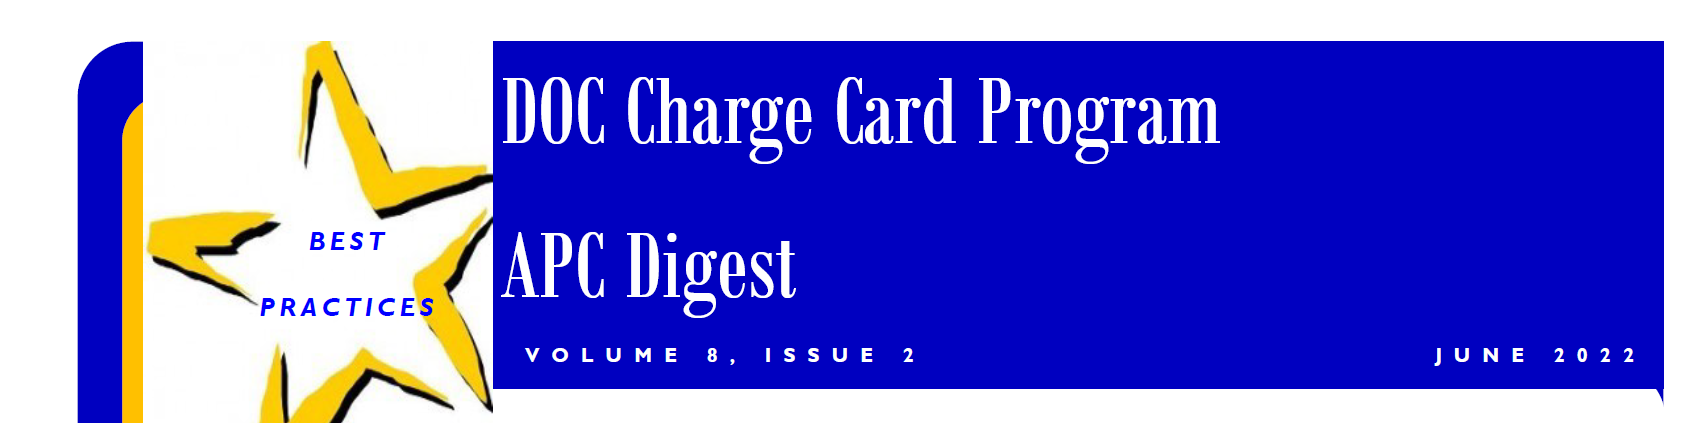 DOC Charge Card Program
APC Digest
BEST
PRACTICES
VOLUME 8, ISSUE 2
JUNE 2022